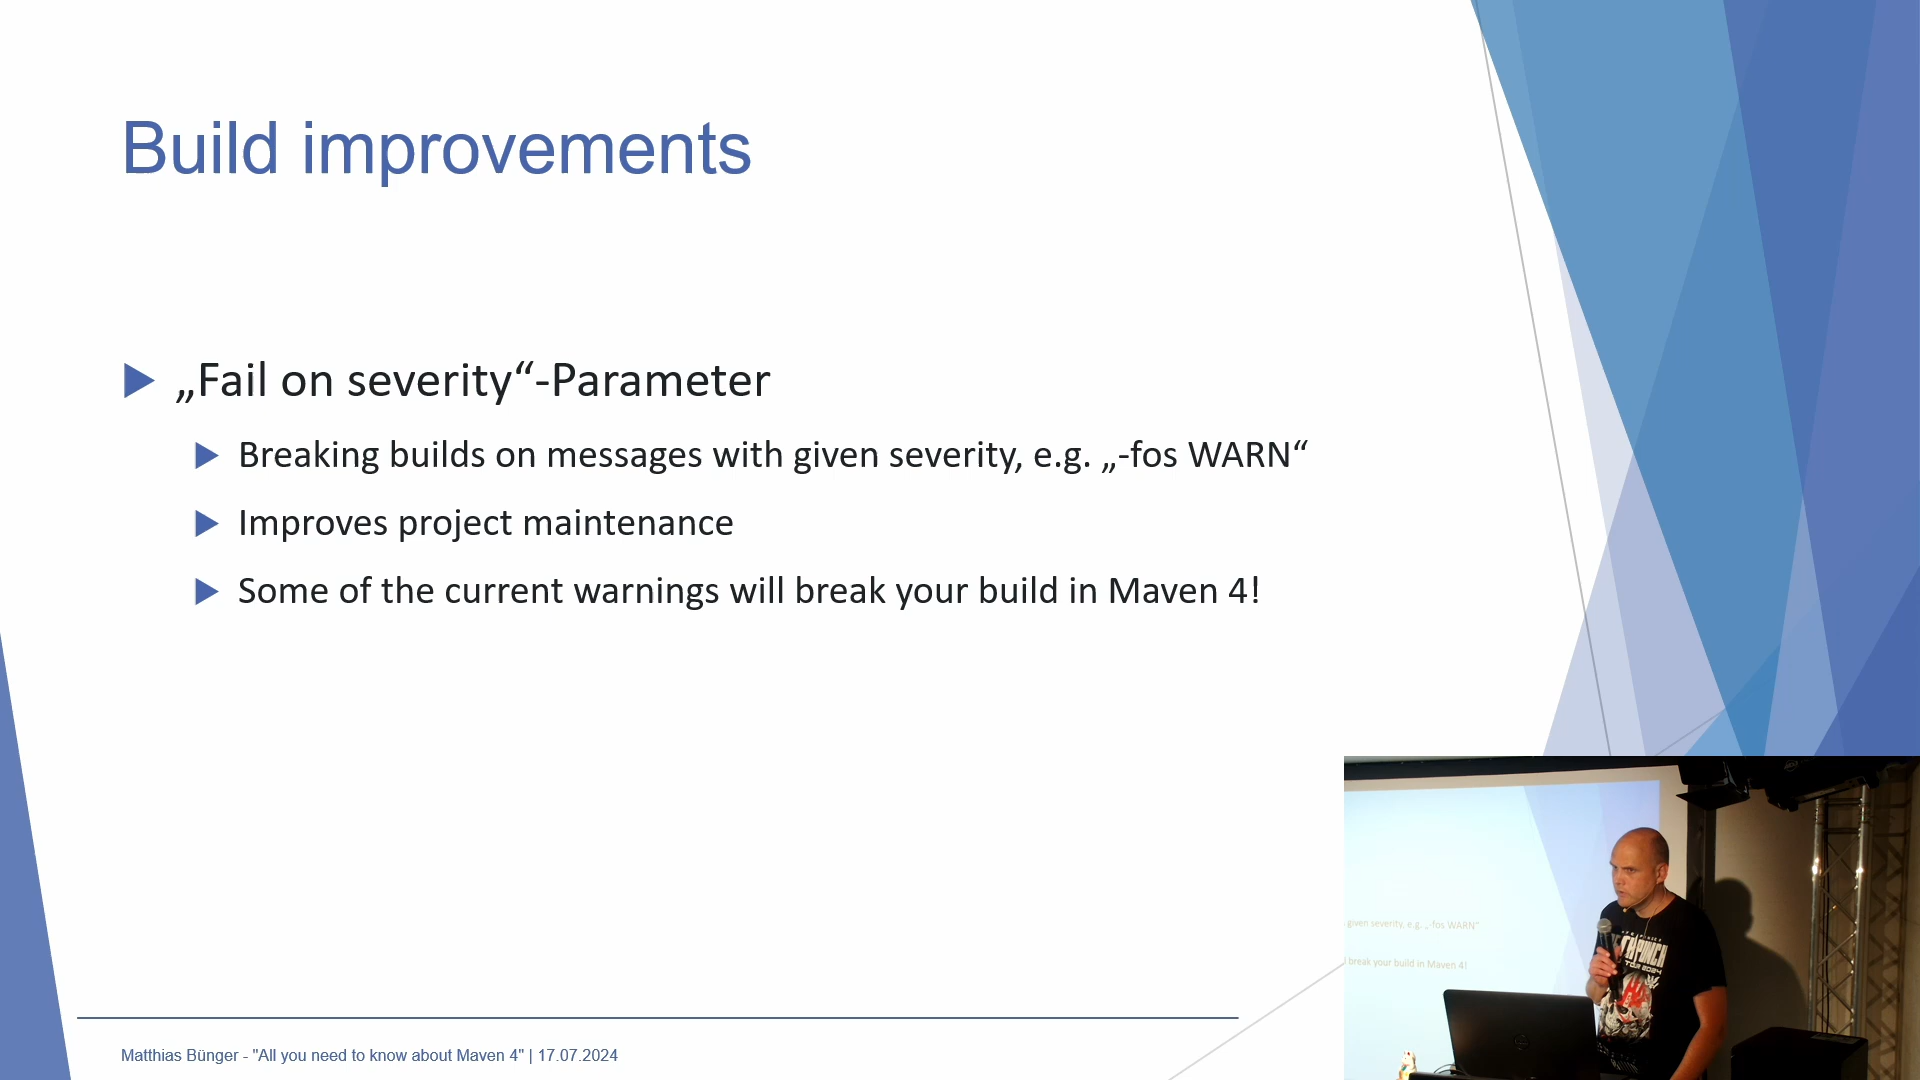 Build improvements
„Fail on severity“-Parameter
Breaking builds on messages with given severity, e.g. „-fos WARN“
Improves project maintenance
Some of the current warnings will break your build in Maven 4!
Matthias Bünger - "All you need to know about Maven 4" | 17.07.2024
given severity, e.g. „-fos WARN“
break your build in Maven 4!